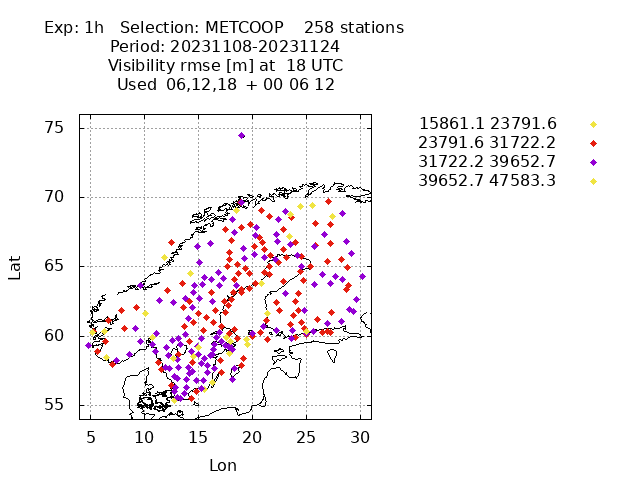 Exp: 1h   Selection: METCOOP    258 stations
Period: 20231108-20231124
Visibility rmse [m] at  18 UTC
Used  06,12,18  + 00 06 12
15861.1 23791.6
23791.6 31722.2
31722.2 39652.7
39652.7 47583.3
75
70
65
60
55
Lat
5 10 15 20 25 30
Lon